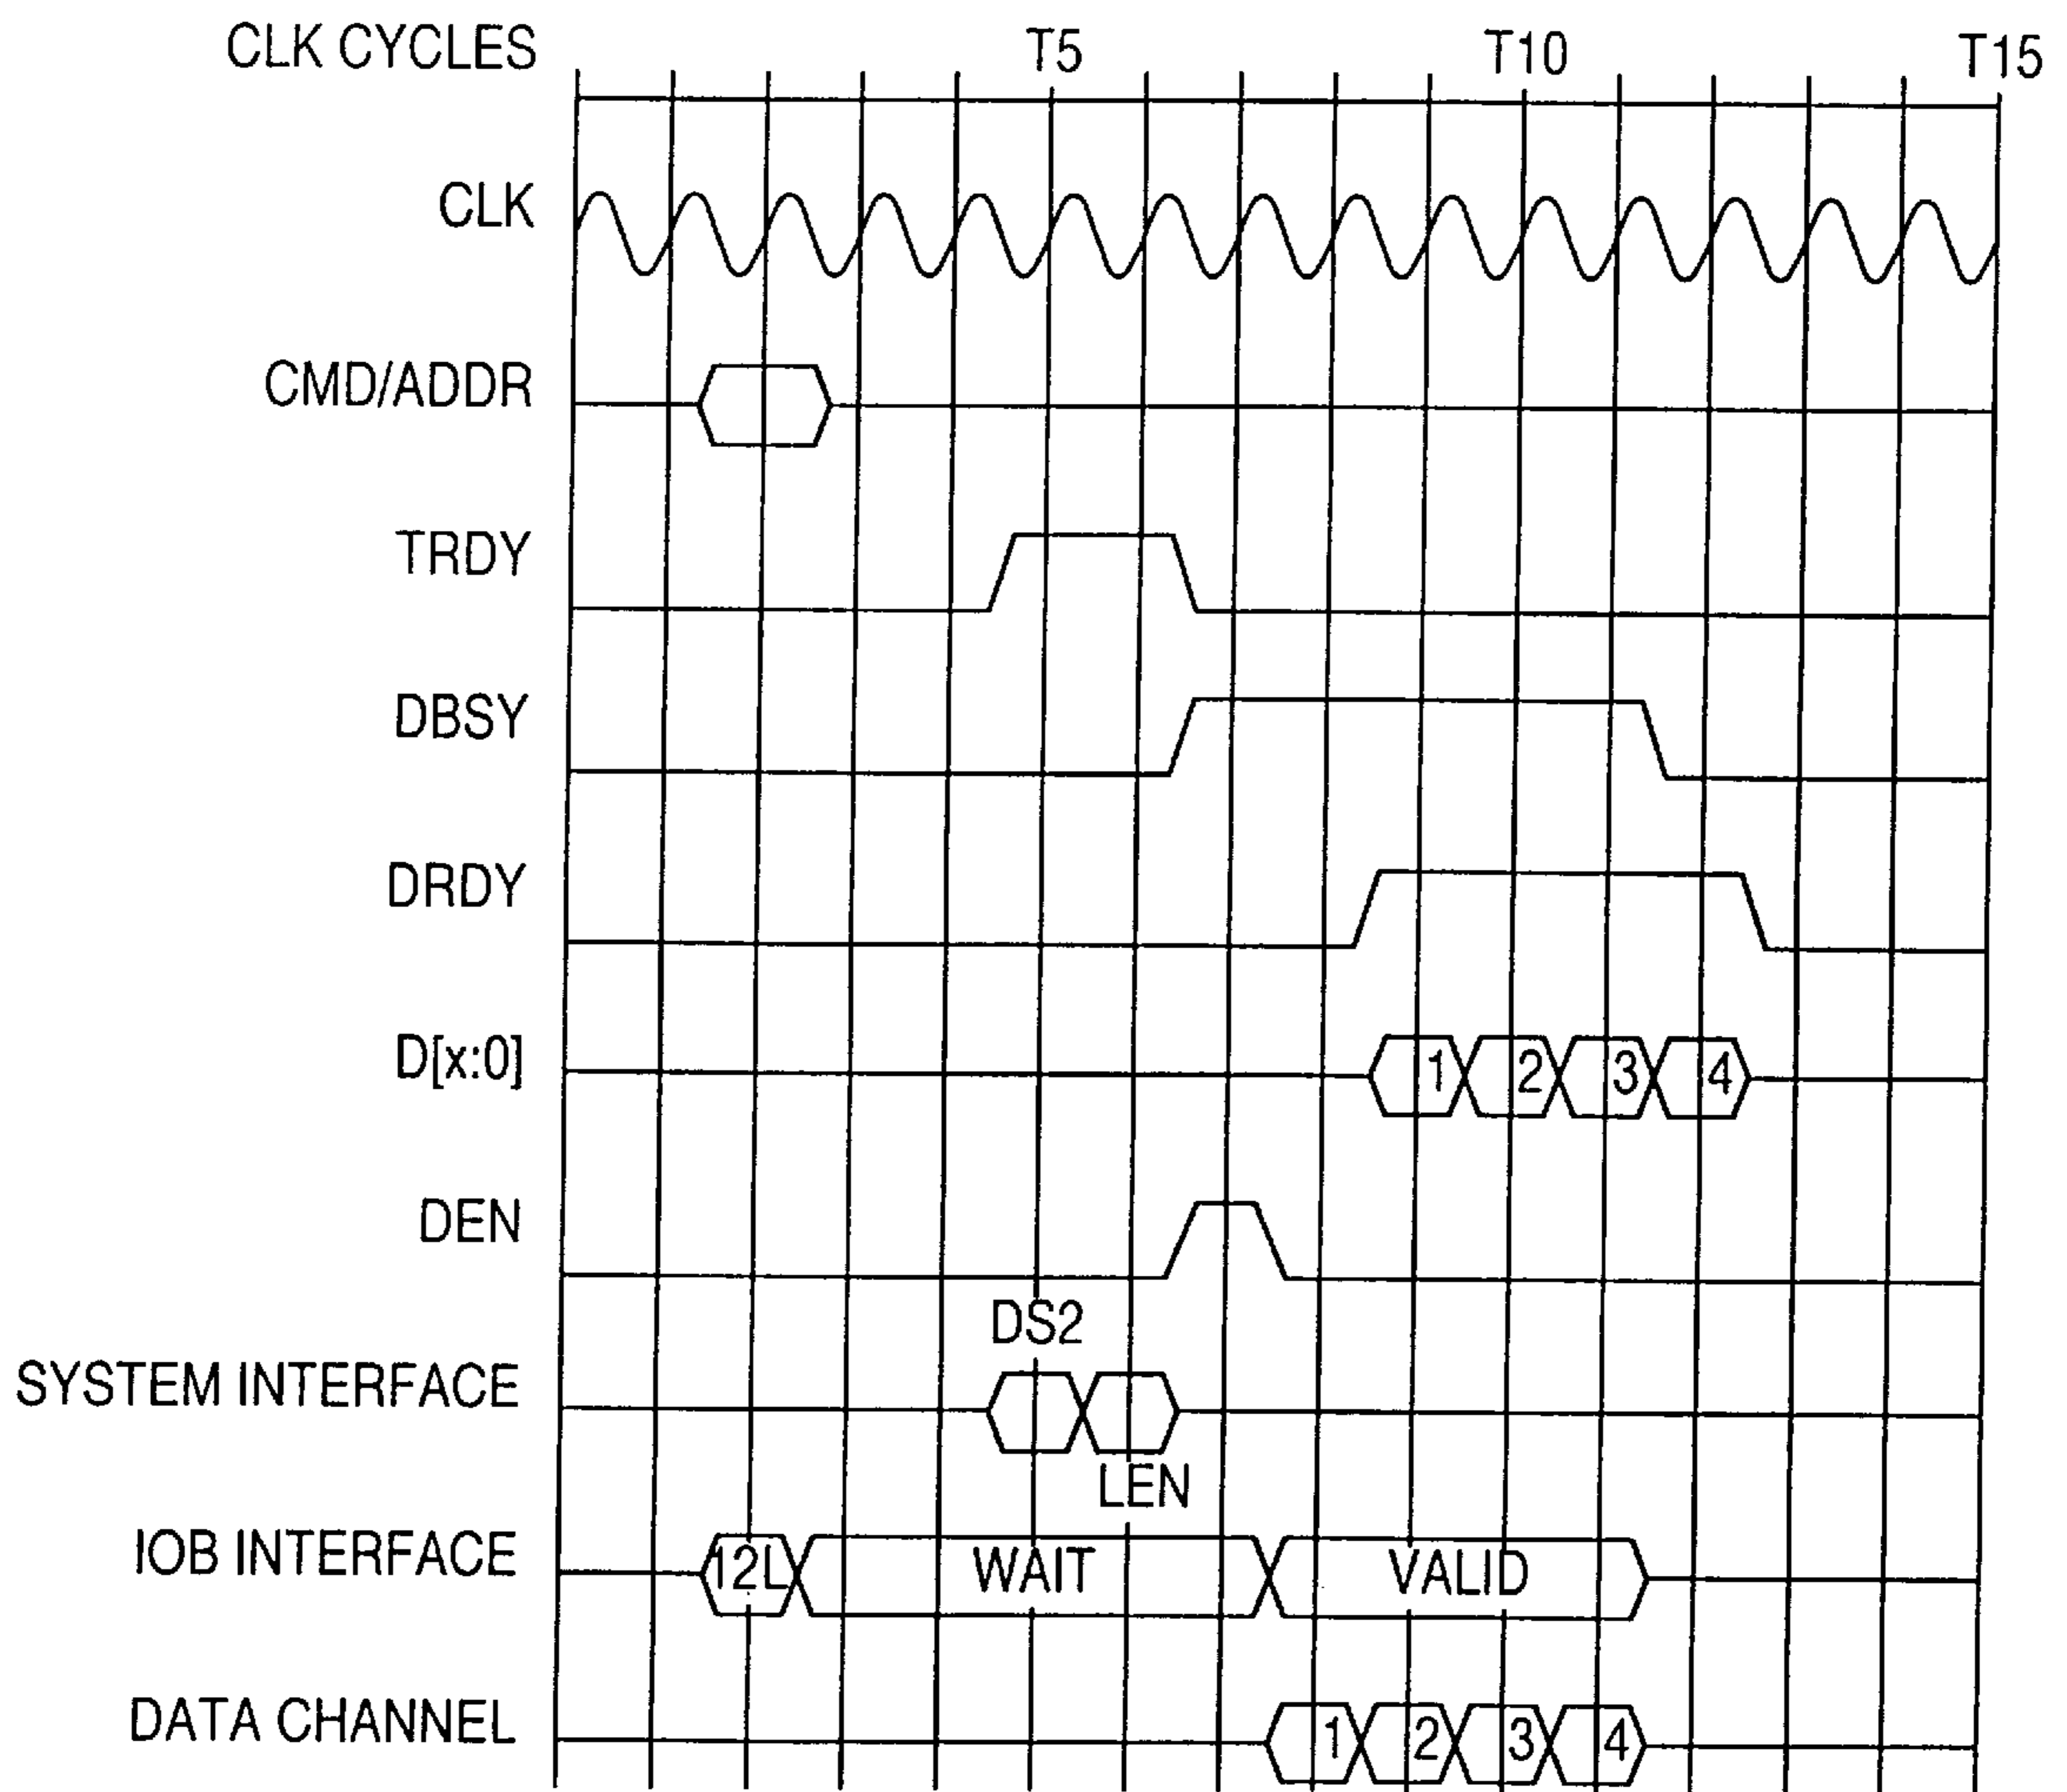 CLK CYCLES T5 T10 T15
CLK
CMD/ADDR
TRDY
DBSY
DRDY
D[x:0] 1 2 3 4
DEN
DS2
SYSTEM INTERFACE
LEN
IOB INTERFACE 12L WAIT VALID
DATA CHANNEL 1 2 3 4